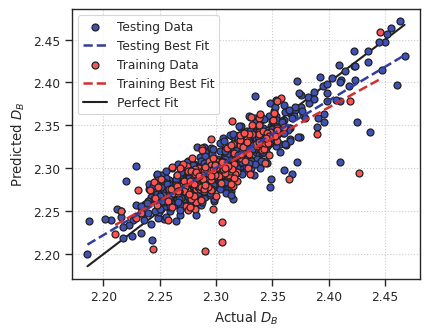 2.45
2.40
2.35
2.30
2.25
2.20
Predicted D_B
Testing Data
Testing Best Fit
Training Data
Training Best Fit
Perfect Fit
2.20 2.25 2.30 2.35 2.40 2.45
Actual D_B